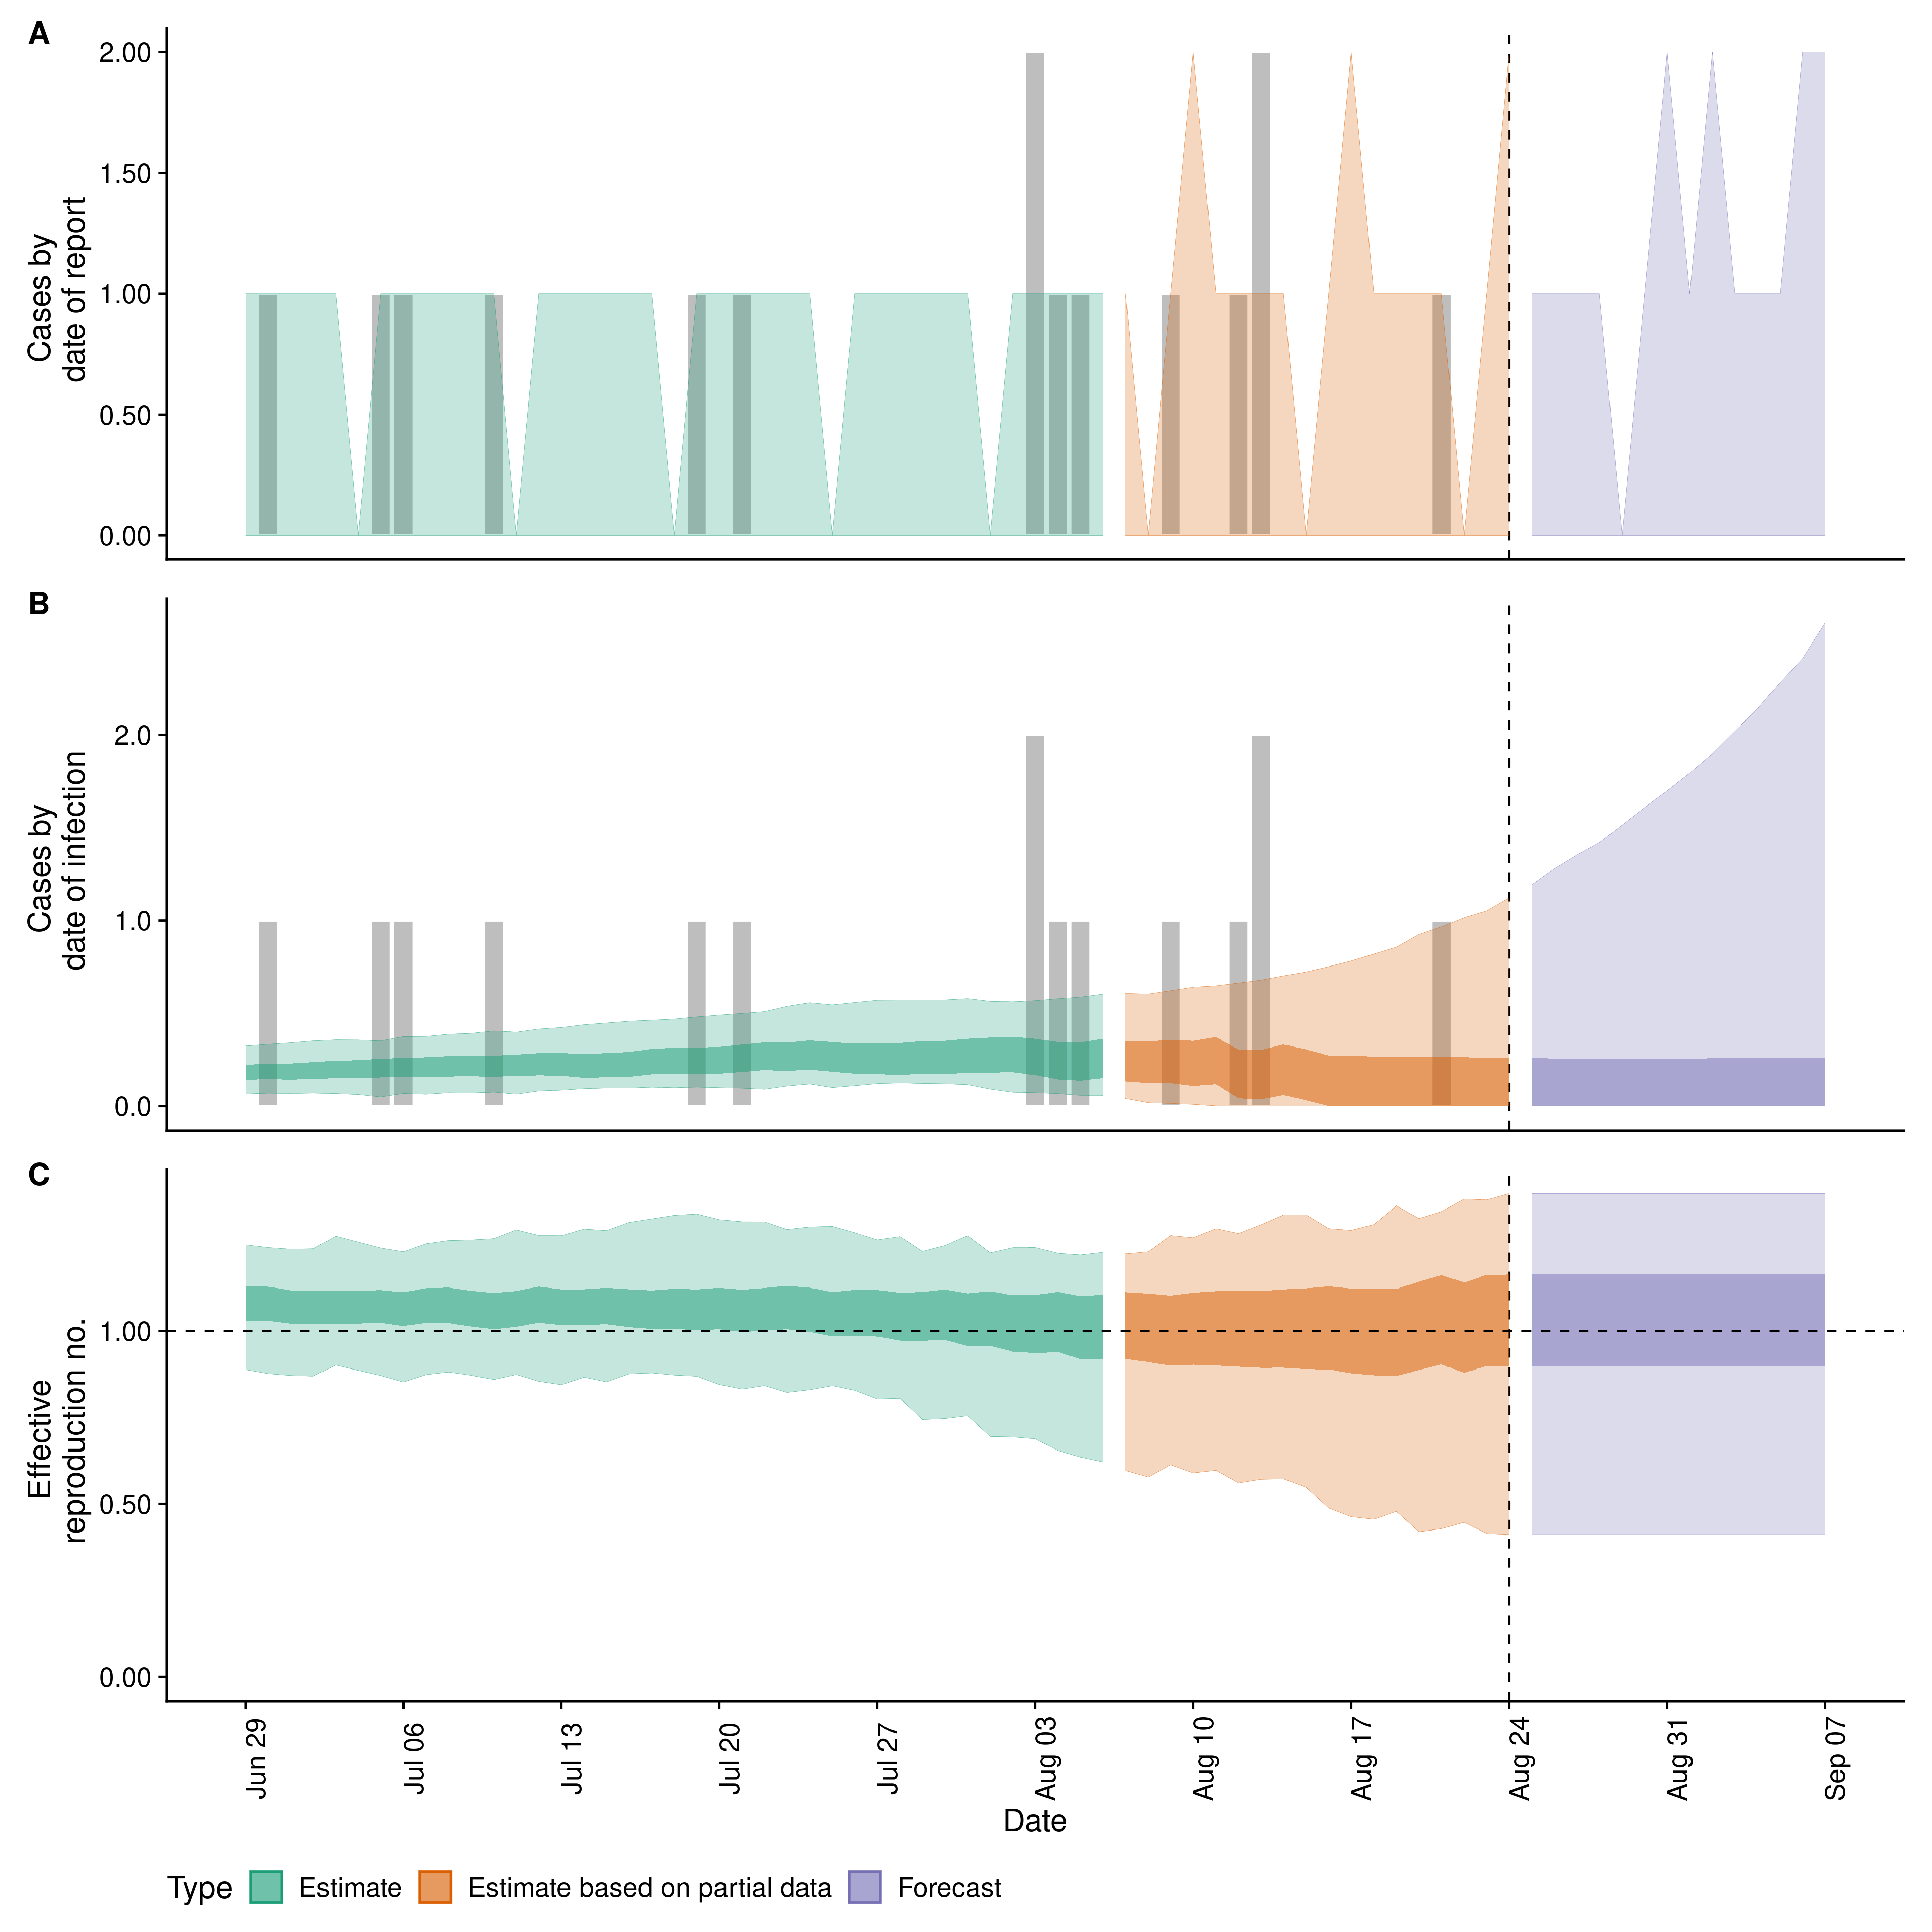 A
2.00
1.50
1.00
0.50
0.00
Cases by
date of report
B
2.0
1.0
0.0
Cases by
date of infection
C
1.00
0.50
0.00
Effective
reproduction no.
Jun 29
Jul 06
Jul 13
Jul 20
Jul 27
Aug 03
Aug 10
Aug 17
Aug 24
Aug 31
Sep 07
Date
Type
Estimate
Estimate based on partial data
Forecast